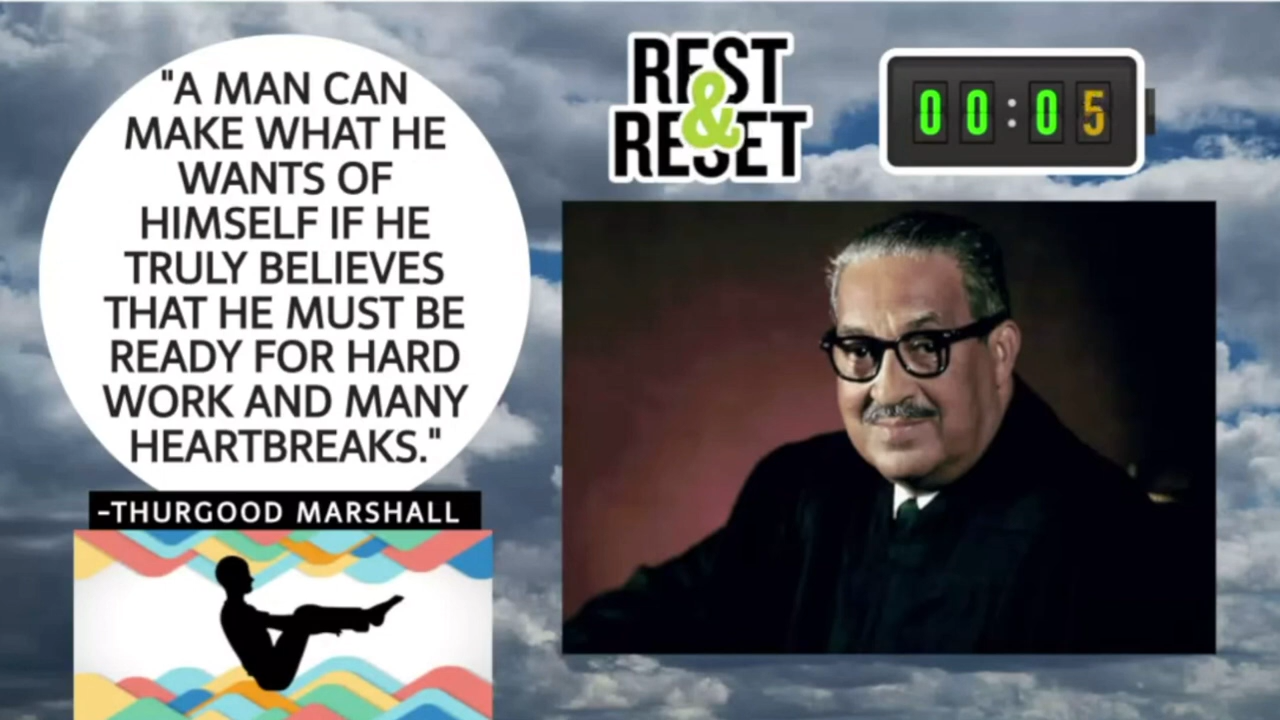 "A MAN CAN
MAKE WHAT HE
WANTS OF
HIMSELF IF HE
TRULY BELIEVES
THAT HE MUST BE
READY FOR HARD
WORK AND MANY
HEARTBREAKS."
-THURGOOD MARSHALL
REST
&
RESET
00:05